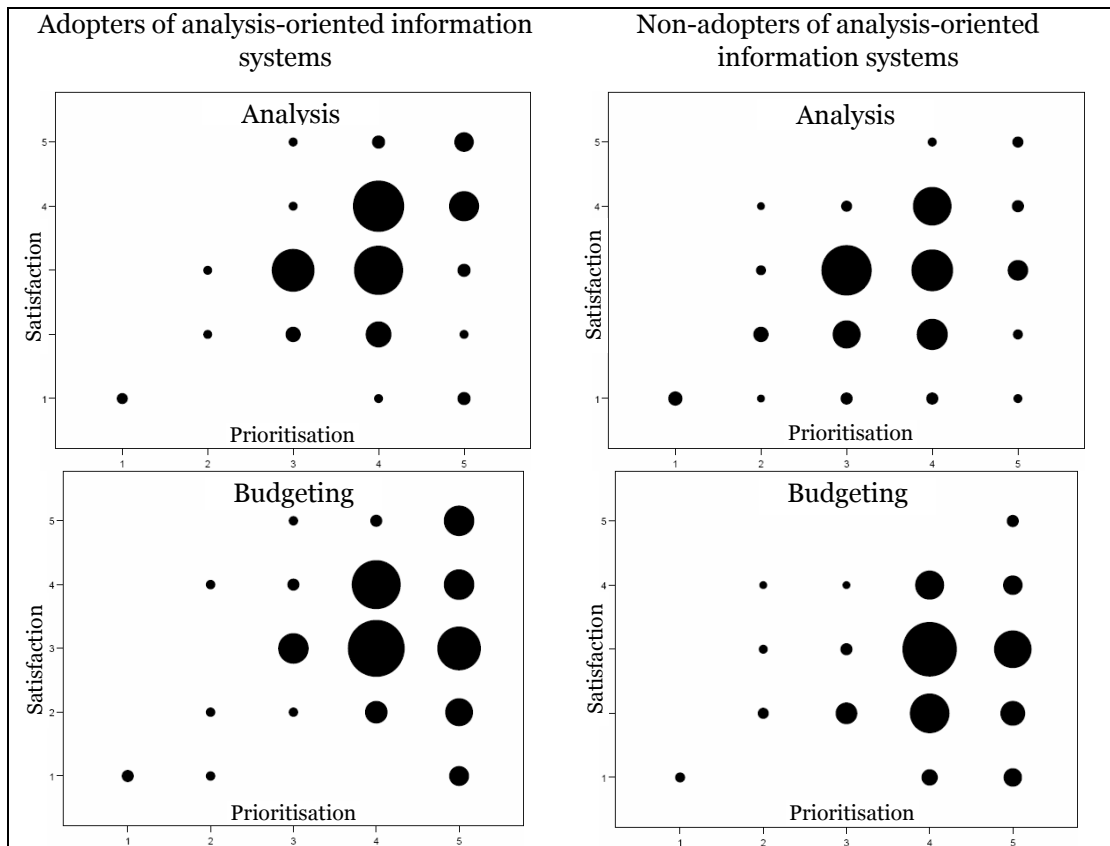 Adopters of analysis-oriented information
systems
Analysis
5
4
3
2
1
Satisfaction
Prioritisation
1 2 3 4 5
Non-adopters of analysis-oriented
information systems
Analysis
5
4
3
1
Satisfaction
Prioritisation
1 2 3 4 5
Budgeting
5
4
3
2
1
Satisfaction
Prioritisation
1 2 3 4 5
Budgeting
5
4
3
1
Satisfaction
Prioritisation
1 2 3 4 5